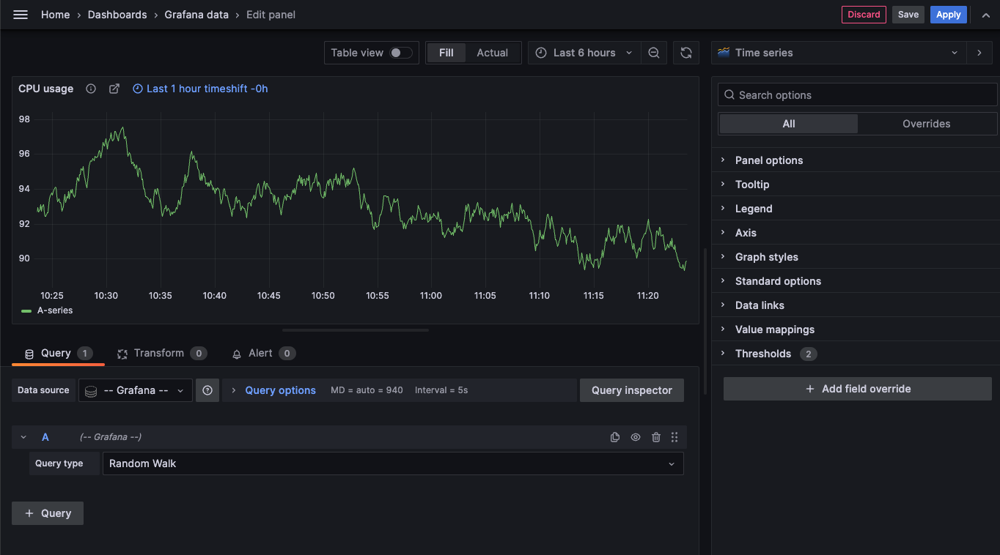 Home › Dashboards › Grafana data › Edit panel
Discard Save Apply
Table view Fill Actual Last 6 hours
Time series
CPU usage Last 1 hour timeshift -0h
98
96
94
92
90
10:25 10:30 10:35 10:40 10:45 10:50 10:55 11:00 11:05 11:10 11:15 11:20
A-series
Query 1 Transform 0 Alert 0
Data source -- Grafana -- Query options MD = auto = 940 Interval = 5s Query inspector
A (-- Grafana --)
Query type Random Walk
+ Query
Search options
All Overrides
Panel options
Tooltip
Legend
Axis
Graph styles
Standard options
Data links
Value mappings
Thresholds 2
+ Add field override